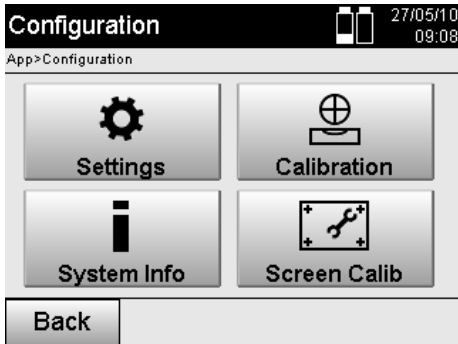 Configuration
27/05/10
09:08
App>Configuration
Settings
Calibration
System Info
Screen Calib
Back